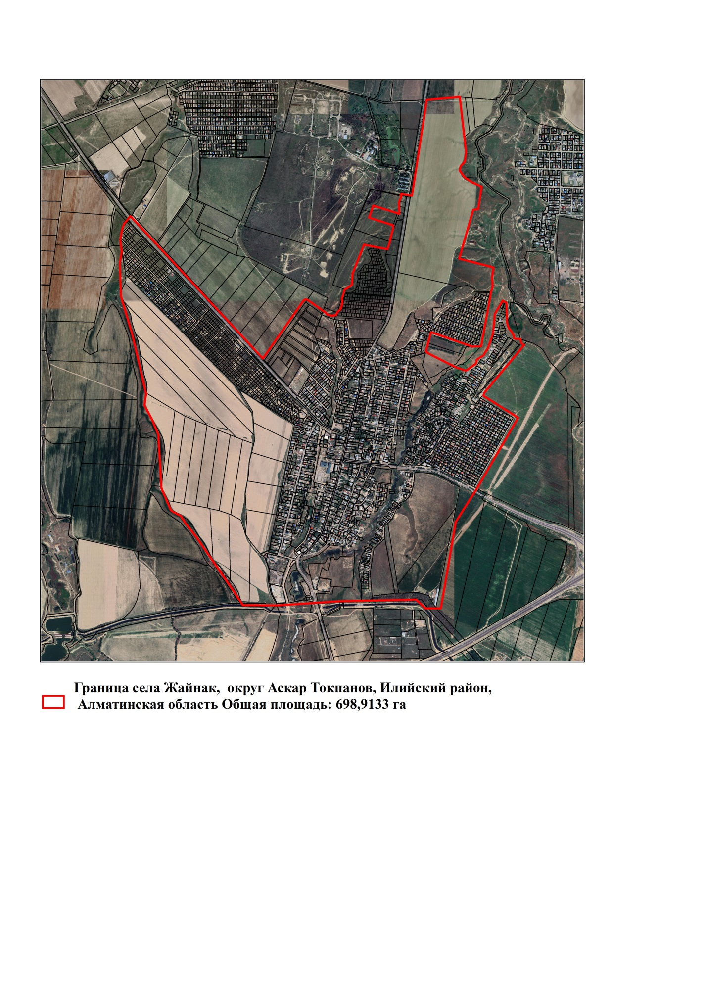 Граница села Жайнак, округ Аскар Токпанов, Илийский район,
Алматинская область Общая площадь: 698,9133 га